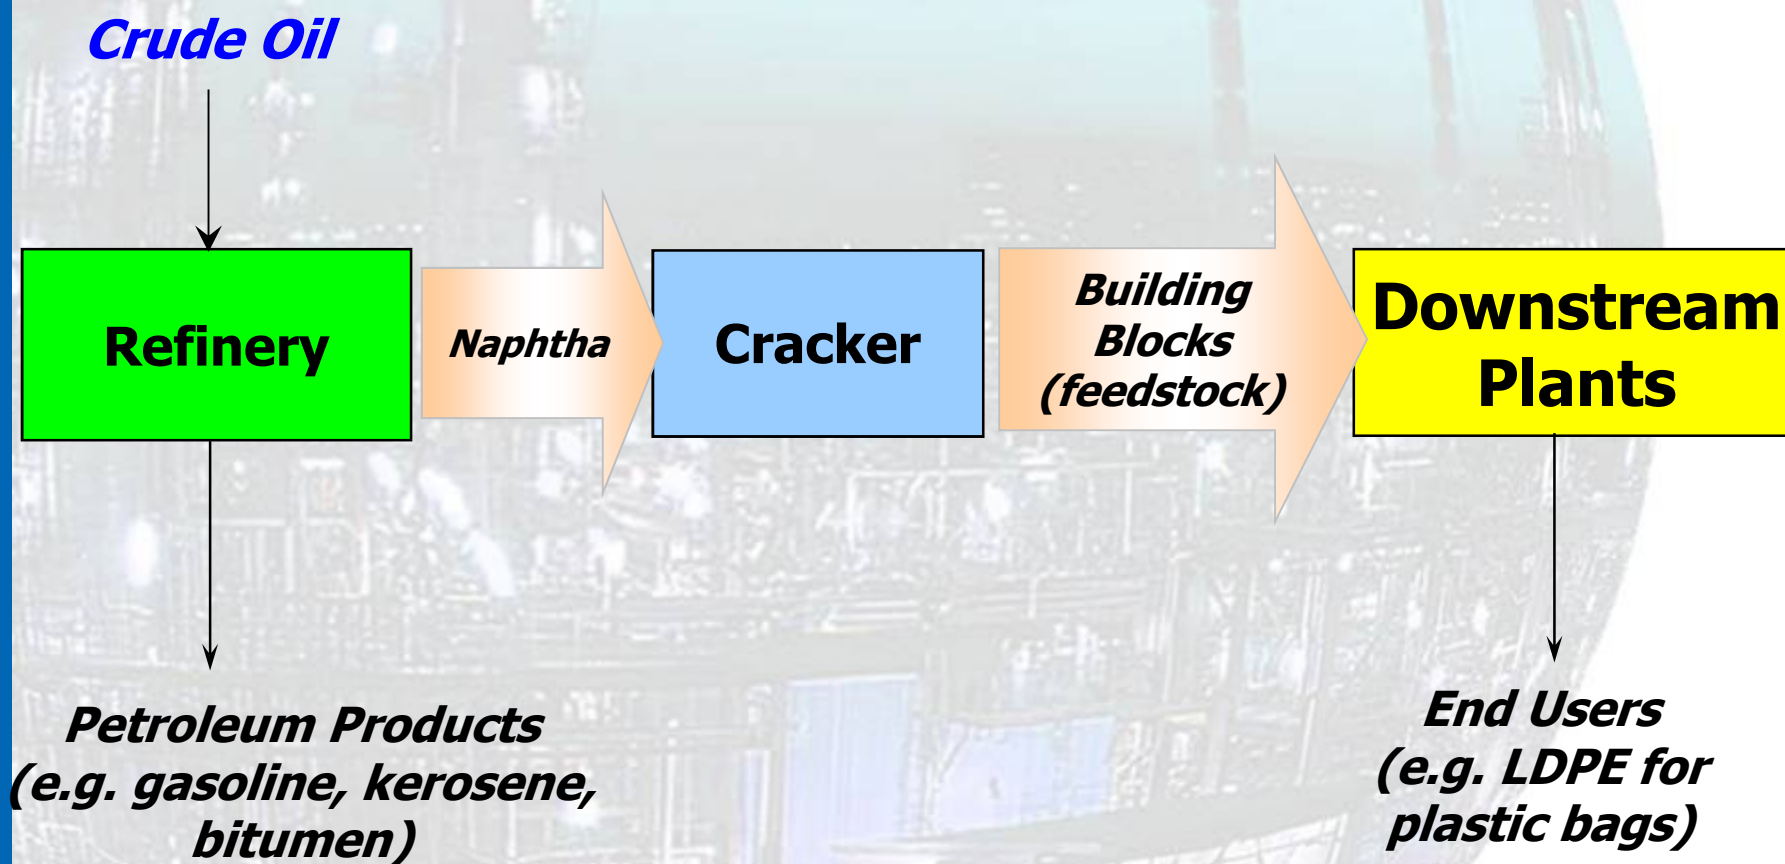 Crude Oil
Refinery
Naphtha
Cracker
Building
Blocks
(feedstock)
Downstream
Plants
Petroleum Products
(e.g. gasoline, kerosene,
bitumen)
End Users
(e.g. LDPE for
plastic bags)